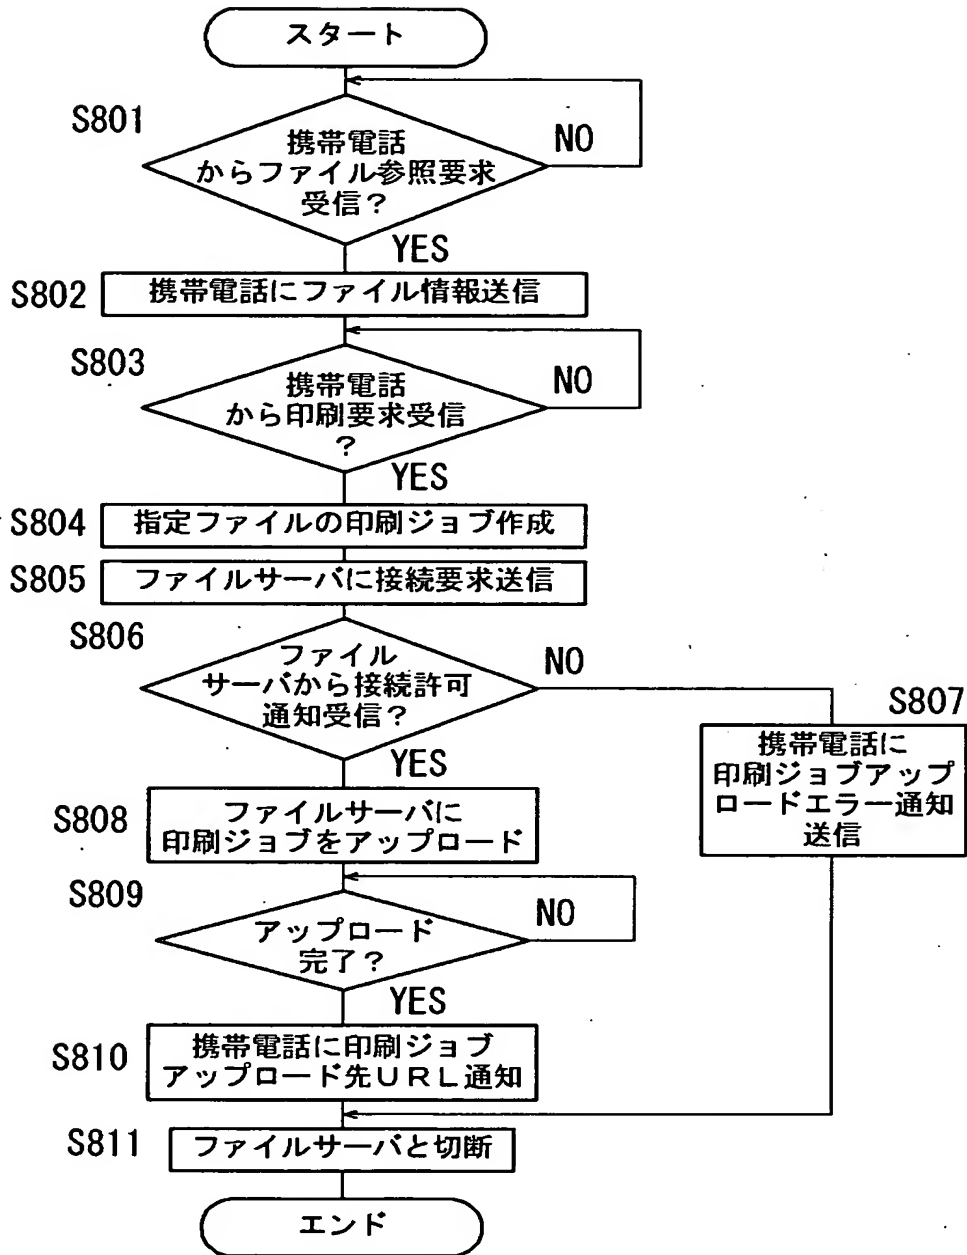 スタート
S801
携帯電話
からファイル参照要求
受信?
NO
YES
S802
携帯電話にファイル情報送信
S803
携帯電話
から印刷要求受信
?
NO
YES
S804
指定ファイルの印刷ジョブ作成
S805
ファイルサーバに接続要求送信
S806
ファイル
サーバから接続許可
通知受信?
NO
YES
S807
携帯電話に
印刷ジョブアップ
ロードエラー通知
送信
S808
ファイルサーバに
印刷ジョブをアップロード
S809
アップロード
完了?
NO
YES
S810
携帯電話に印刷ジョブ
アップロード先URL通知
S811
ファイルサーバと切断
エンド